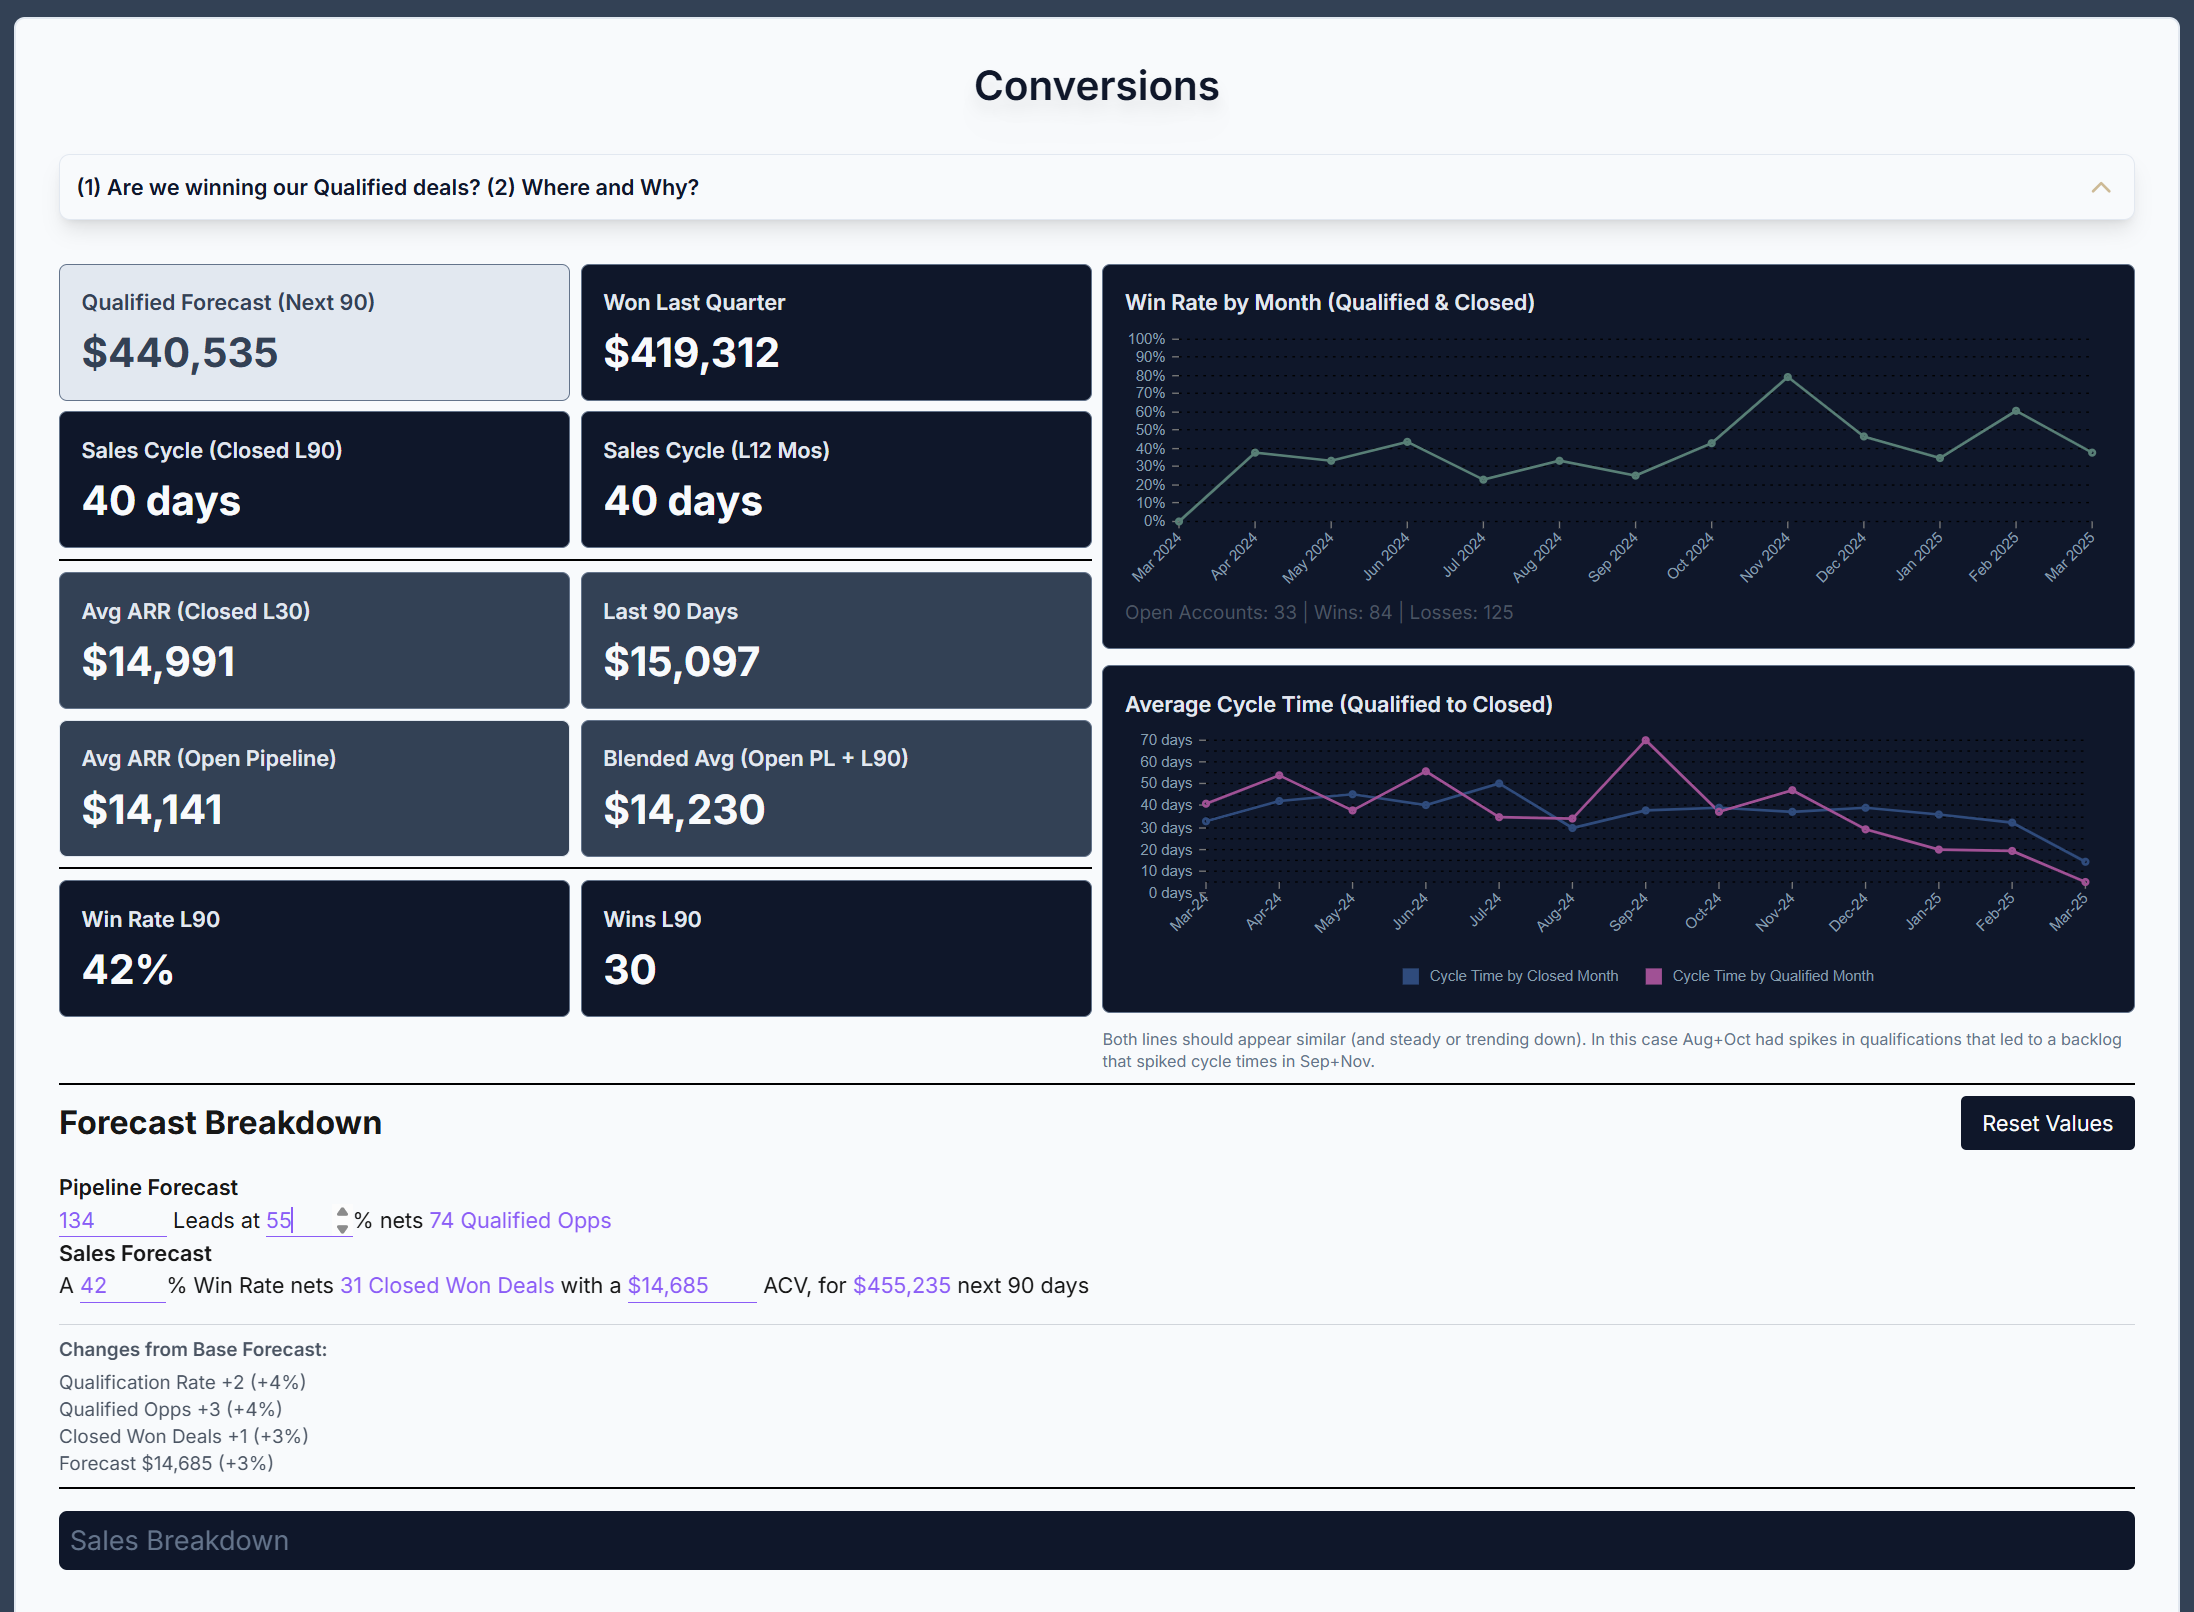 Conversions
(1) Are we winning our Qualified deals? (2) Where and Why?
Qualified Forecast (Next 90)
$440,535
Won Last Quarter
$419,312
Sales Cycle (Closed L90)
40 days
Sales Cycle (L12 Mos)
40 days
Avg ARR (Closed L30)
$14,991
Last 90 Days
$15,097
Avg ARR (Open Pipeline)
$14,141
Blended Avg (Open PL + L90)
$14,230
Win Rate L90
42%
Wins L90
30
Win Rate by Month (Qualified & Closed)
100%
90%
80%
70%
60%
50%
40%
30%
20%
10%
0%
Mar 2024
Apr 2024
May 2024
Jun 2024
Jul 2024
Aug 2024
Sep 2024
Oct 2024
Nov 2024
Dec 2024
Jan 2025
Feb 2025
Mar 2025
Open Accounts: 33 | Wins: 84 | Losses: 125
Average Cycle Time (Qualified to Closed)
70 days
60 days
50 days
40 days
30 days
20 days
10 days
0 days
Mar-24
Apr-24
May-24
Jun-24
Jul-24
Aug-24
Sep-24
Oct-24
Nov-24
Dec-24
Jan-25
Feb-25
Mar-25
Cycle Time by Closed Month
Cycle Time by Qualified Month
Both lines should appear similar (and steady or trending down). In this case Aug+Oct had spikes in qualifications that led to a backlog
that spiked cycle times in Sep+Nov.
Forecast Breakdown
Reset Values
Pipeline Forecast
134 Leads at 55 % nets 74 Qualified Opps
Sales Forecast
A 42 % Win Rate nets 31 Closed Won Deals with a $14,685 ACV, for $455,235 next 90 days
Changes from Base Forecast:
Qualification Rate +2 (+4%)
Qualified Opps +3 (+4%)
Closed Won Deals +1 (+3%)
Forecast $14,685 (+3%)
Sales Breakdown